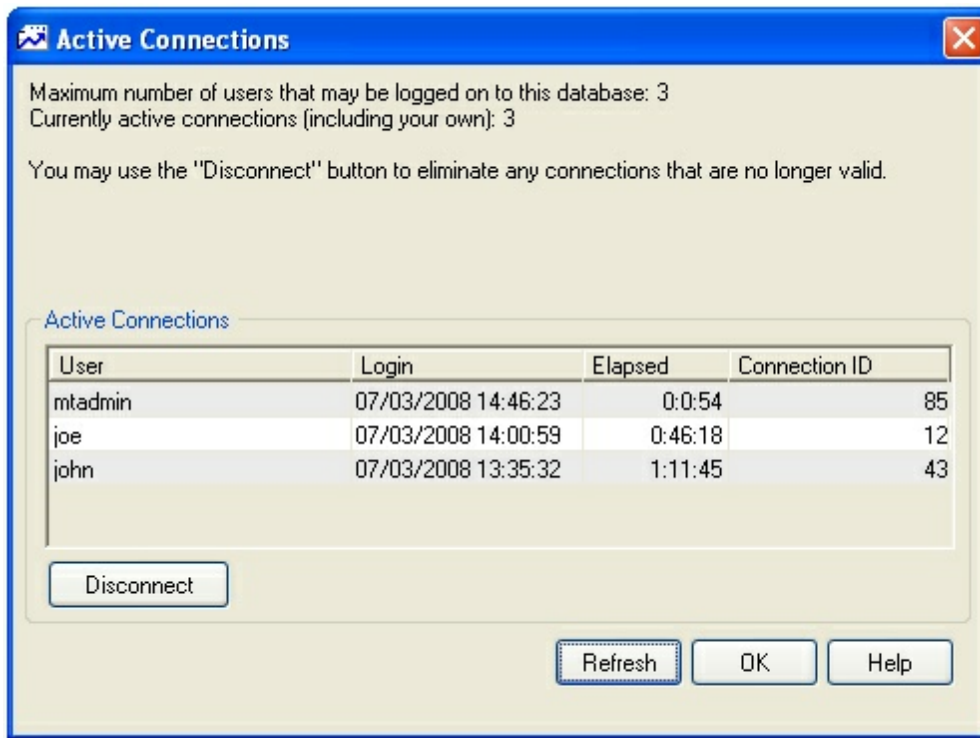 Active Connections
Maximum number of users that may be logged on to this database: 3
Currently active connections (including your own): 3
You may use the "Disconnect" button to eliminate any connections that are no longer valid.
Active Connections
User Login Elapsed Connection ID
mtadmin 07/03/2008 14:46:23 0:0:54 85
joe 07/03/2008 14:00:59 0:46:18 12
john 07/03/2008 13:35:32 1:11:45 43
Disconnect
Refresh OK Help